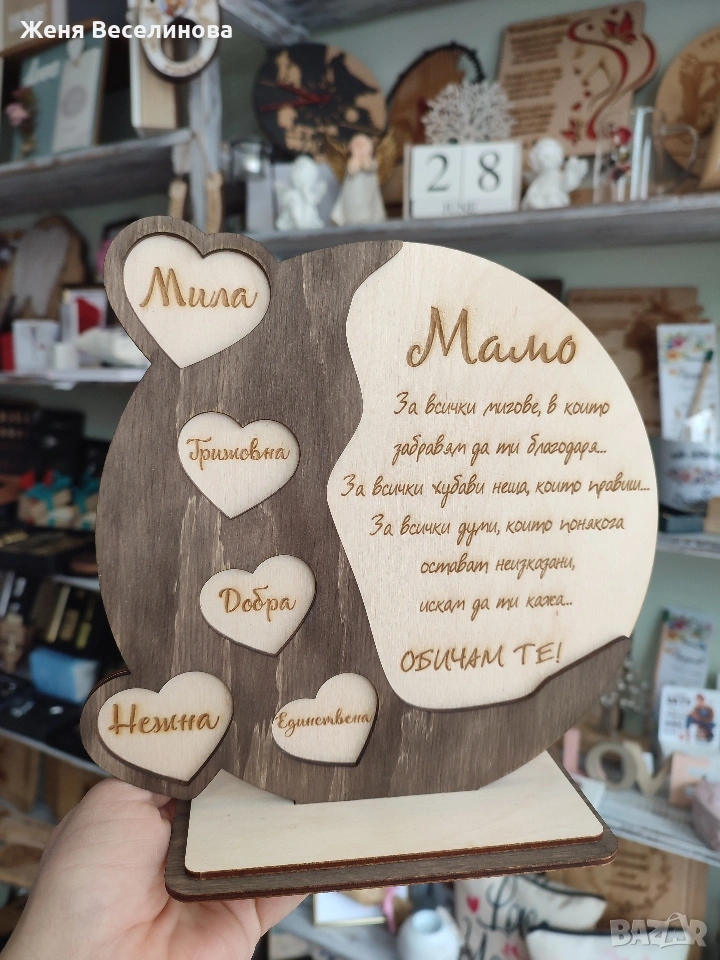 Женя Веселинова
28
Мила
Грижовна
Добра
Нежна
Единствена
Мамо
За всички мигове, в които
забравям да ти благодаря...
За всички хубави неща, които правиш...
За всички думи, които понякога
остават неизказани,
искам да ти кажа...
ОБИЧАМ ТЕ!
BAZAR